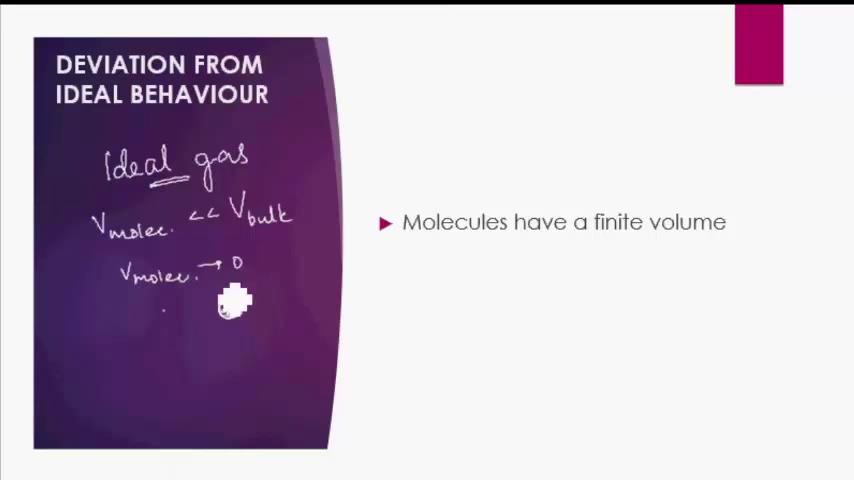 DEVIATION FROM
IDEAL BEHAVIOUR
Ideal gas
Vmolec. << Vbulk
Vmolec. → 0
Molecules have a finite volume